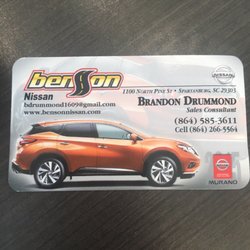 benson
NISSAN
1100 North Pine St • Spartanburg, SC 29303
Nissan
bdrummond1609@gmail.com
www.bensonnissan.com
Brandon Drummond
Sales Consultant
(864) 585-3611
Cell (864) 266-5564
MURANO